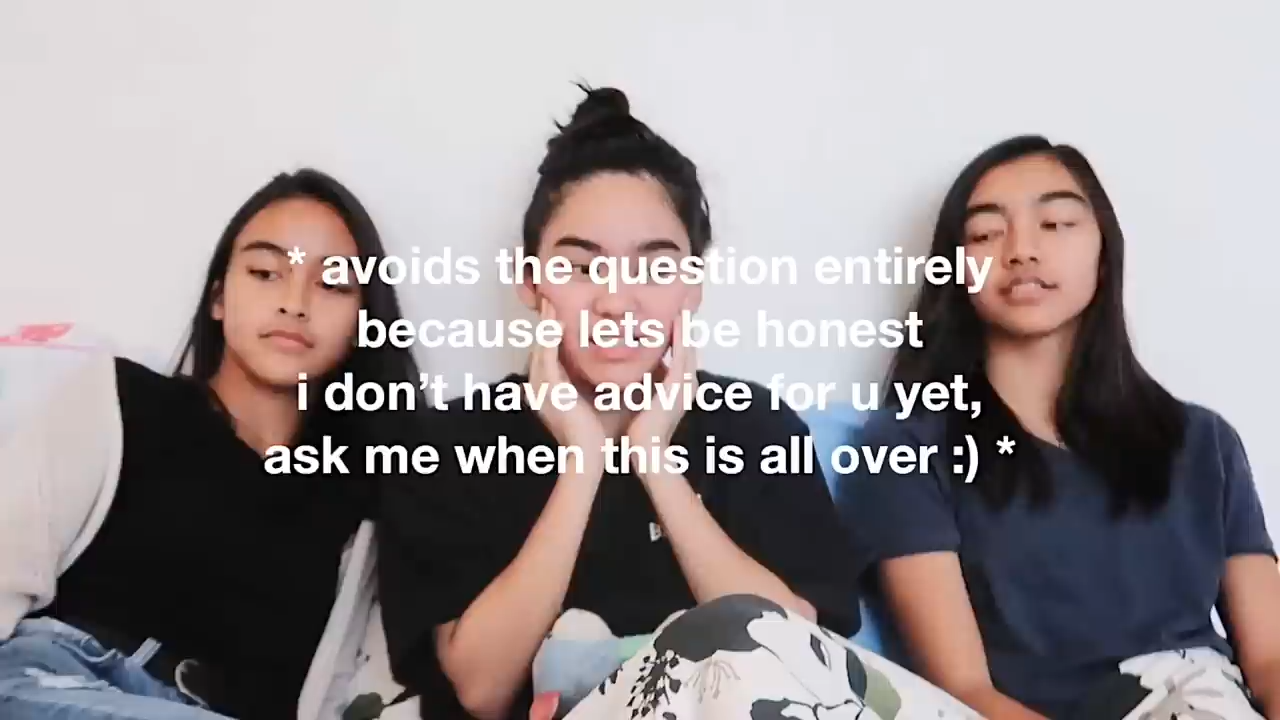 * avoids the question entirely
because lets be honest
i don’t have advice for u yet,
ask me when this is all over :) *